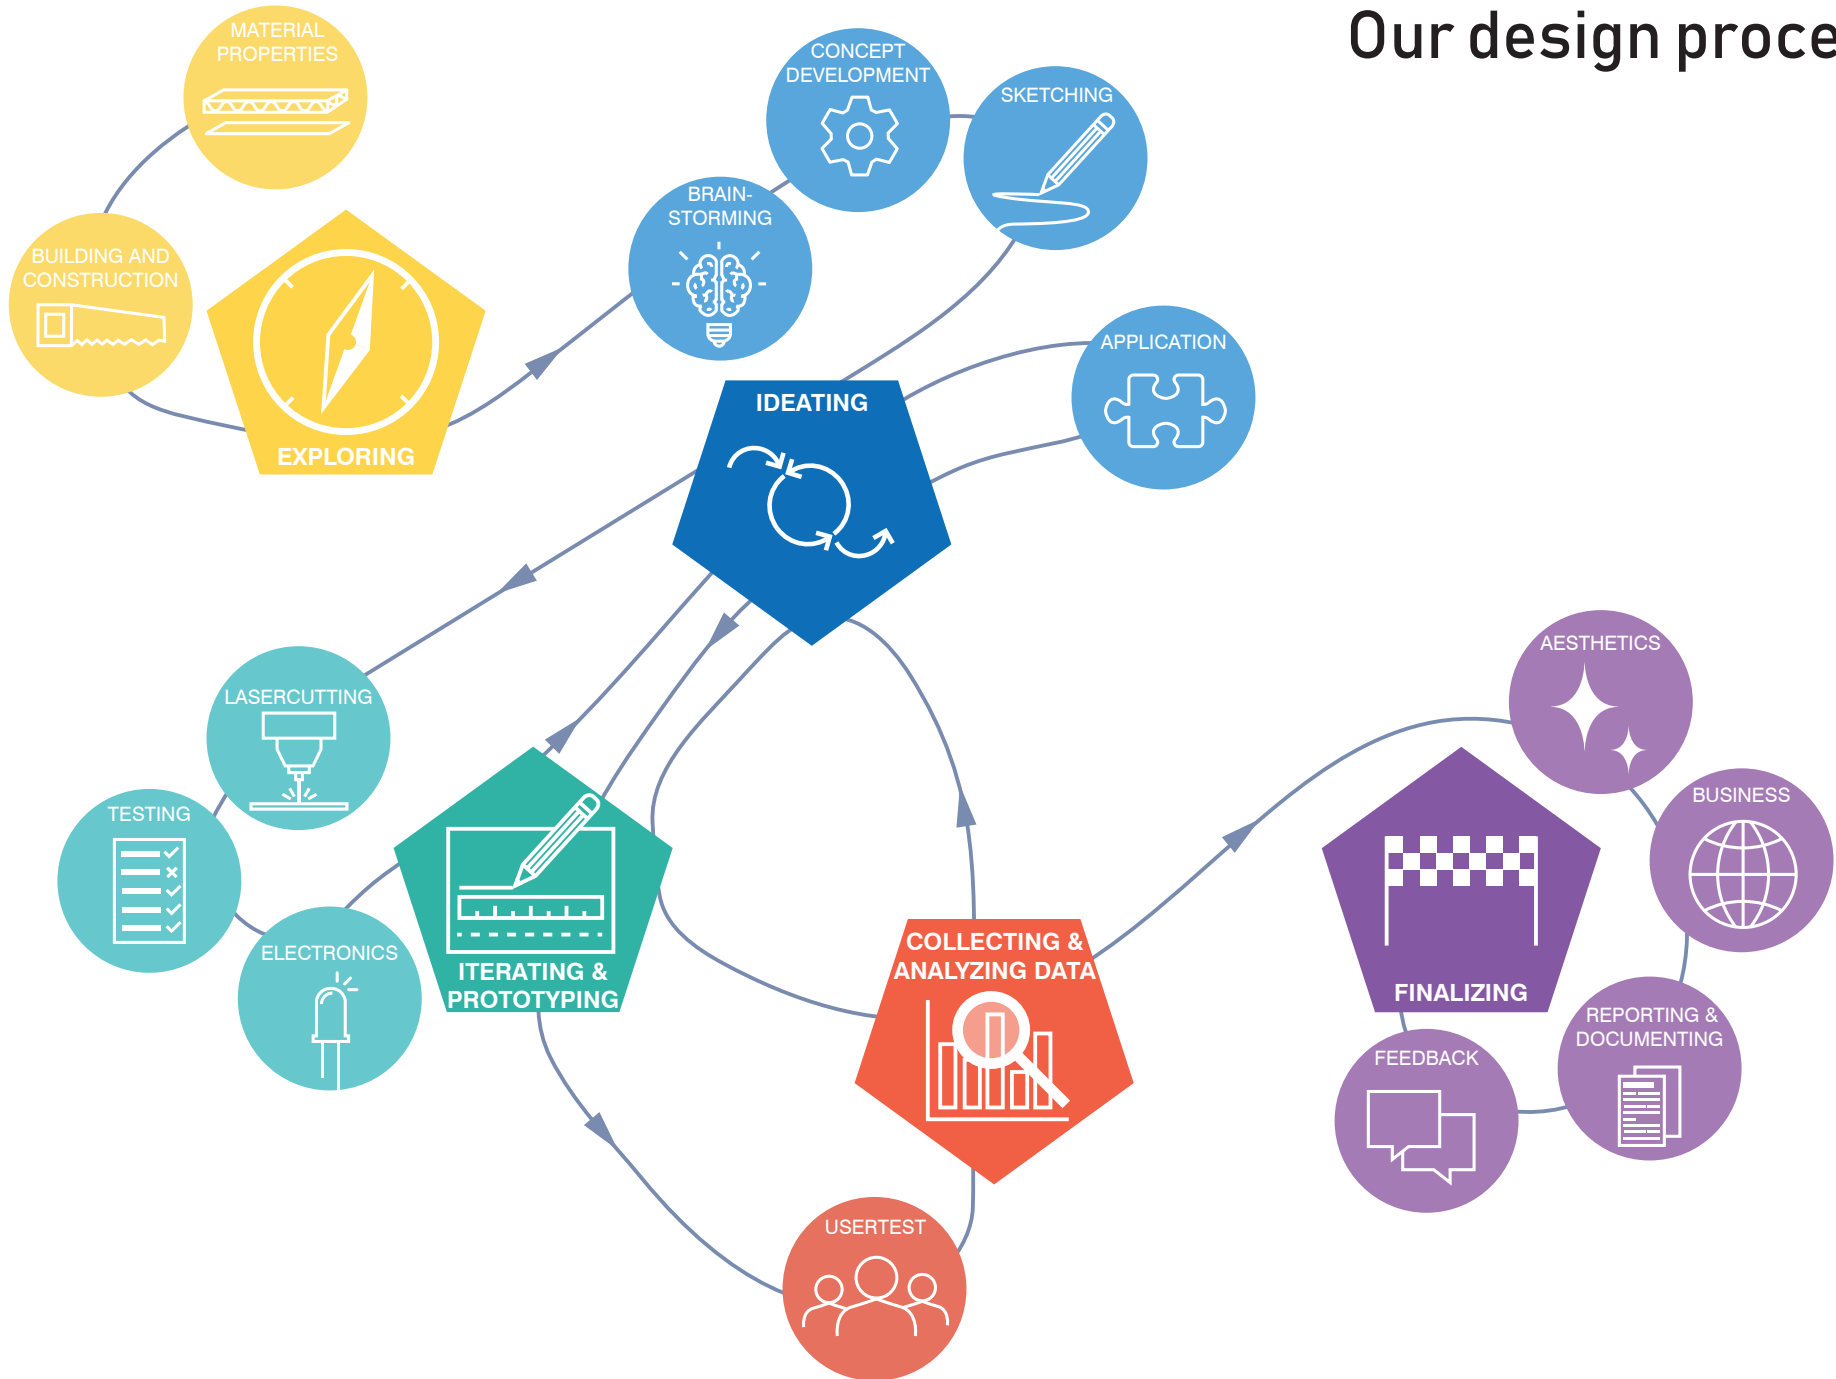 Our design proce
MATERIAL
PROPERTIES
BUILDING AND
CONSTRUCTION
EXPLORING
BRAIN-
STORMING
CONCEPT
DEVELOPMENT
SKETCHING
IDEATING
APPLICATION
LASERCUTTING
TESTING
ELECTRONICS
ITERATING &
PROTOTYPING
COLLECTING &
ANALYZING DATA
USERTEST
AESTHETICS
BUSINESS
REPORTING &
DOCUMENTING
FEEDBACK
FINALIZING